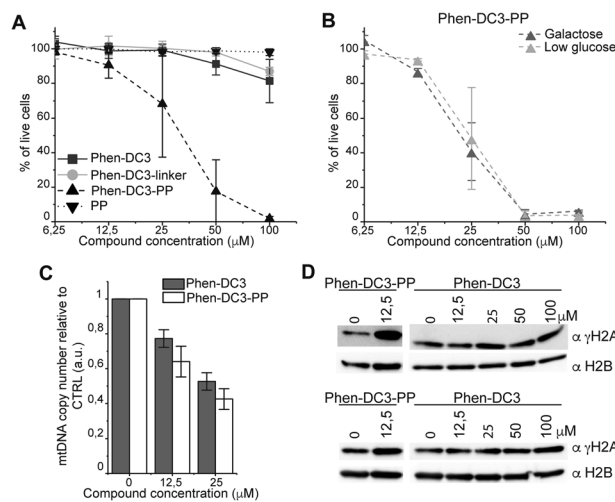 A
% of live cells
100
80
60
40
20
0
Phen-DC3
Phen-DC3-linker
Phen-DC3-PP
PP
6,25 12,5 25 50 100
Compound concentration (μM)
B
Phen-DC3-PP
Galactose
Low glucose
% of live cells
100
80
60
40
20
0
6,25 12,5 25 50 100
Compound concentration (μM)
C
Phen-DC3
Phen-DC3-PP
mtDNA copy number relative to
CTRL (a.u.)
1
0,8
0,6
0,4
0,2
0
0 12,5 25
Compound concentration (μM)
D
Phen-DC3-PP Phen-DC3
0 12,5 0 12,5 25 50 100 μM
α γH2A
α H2B
Phen-DC3-PP Phen-DC3
0 12,5 0 12,5 25 50 100 μM
α γH2A
α H2B